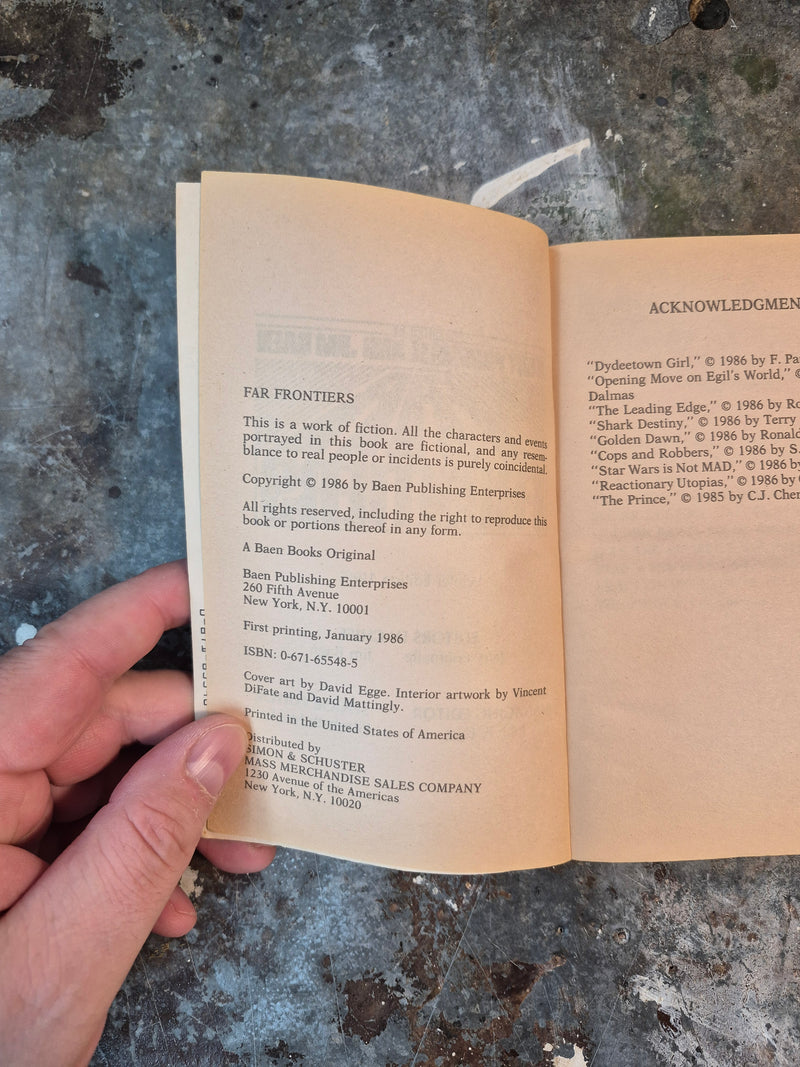 FAR FRONTIERS
This is a work of fiction. All the characters and events
portrayed in this book are fictional, and any resem-
blance to real people or incidents is purely coincidental.
Copyright © 1986 by Baen Publishing Enterprises
All rights reserved, including the right to reproduce this
book or portions thereof in any form.
A Baen Books Original
Baen Publishing Enterprises
260 Fifth Avenue
New York, N.Y. 10001
First printing, January 1986
ISBN: 0-671-65548-5
Cover art by David Egge. Interior artwork by Vincent
DiFate and David Mattingly.
Printed in the United States of America
Distributed by
SIMON & SCHUSTER
MASS MERCHANDISE SALES COMPANY
1230 Avenue of the Americas
New York, N.Y. 10020
ACKNOWLEDGMEN
"Dydeetown Girl," © 1986 by F. Pa
"Opening Move on Egil's World," ©
Dalmas
"The Leading Edge," © 1986 by Ro
"Shark Destiny," © 1986 by Terry
"Golden Dawn," © 1986 by Ronald
"Cops and Robbers," © 1986 by S.
"Star Wars is Not MAD," © 1986 by
"Reactionary Utopias," © 1986 by
"The Prince," © 1985 by C.J. Cher